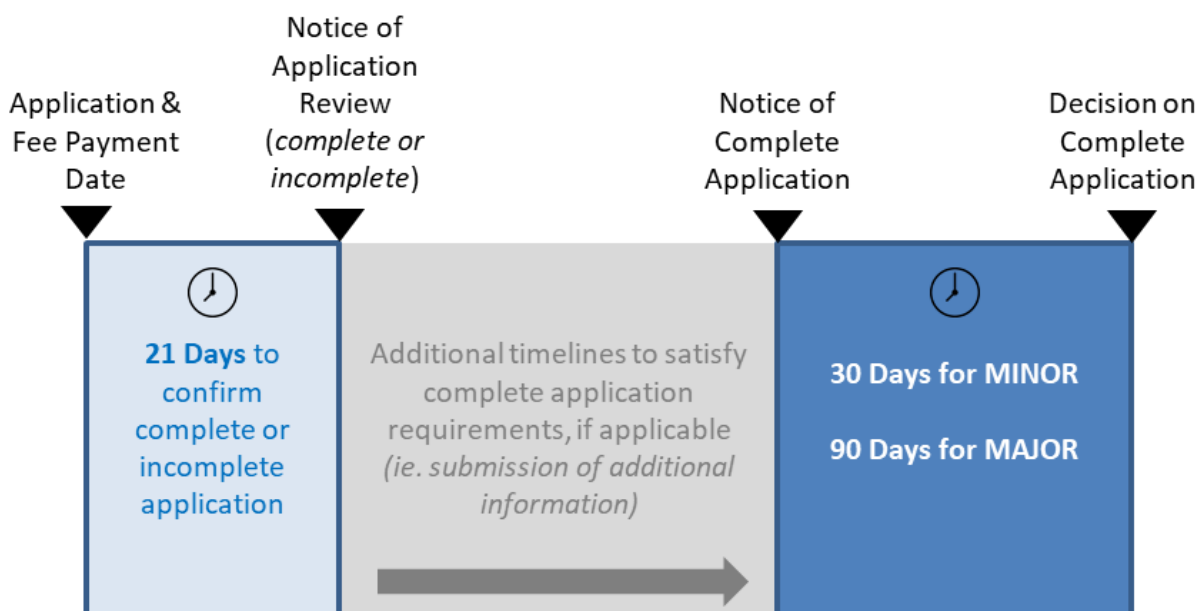 Application &
Fee Payment
Date
Notice of
Application
Review
(complete or
incomplete)
Notice of
Complete
Application
Decision on
Complete
Application
21 Days to
confirm
complete or
incomplete
application
Additional timelines to satisfy
complete application
requirements, if applicable
(ie. submission of additional
information)
30 Days for MINOR
90 Days for MAJOR